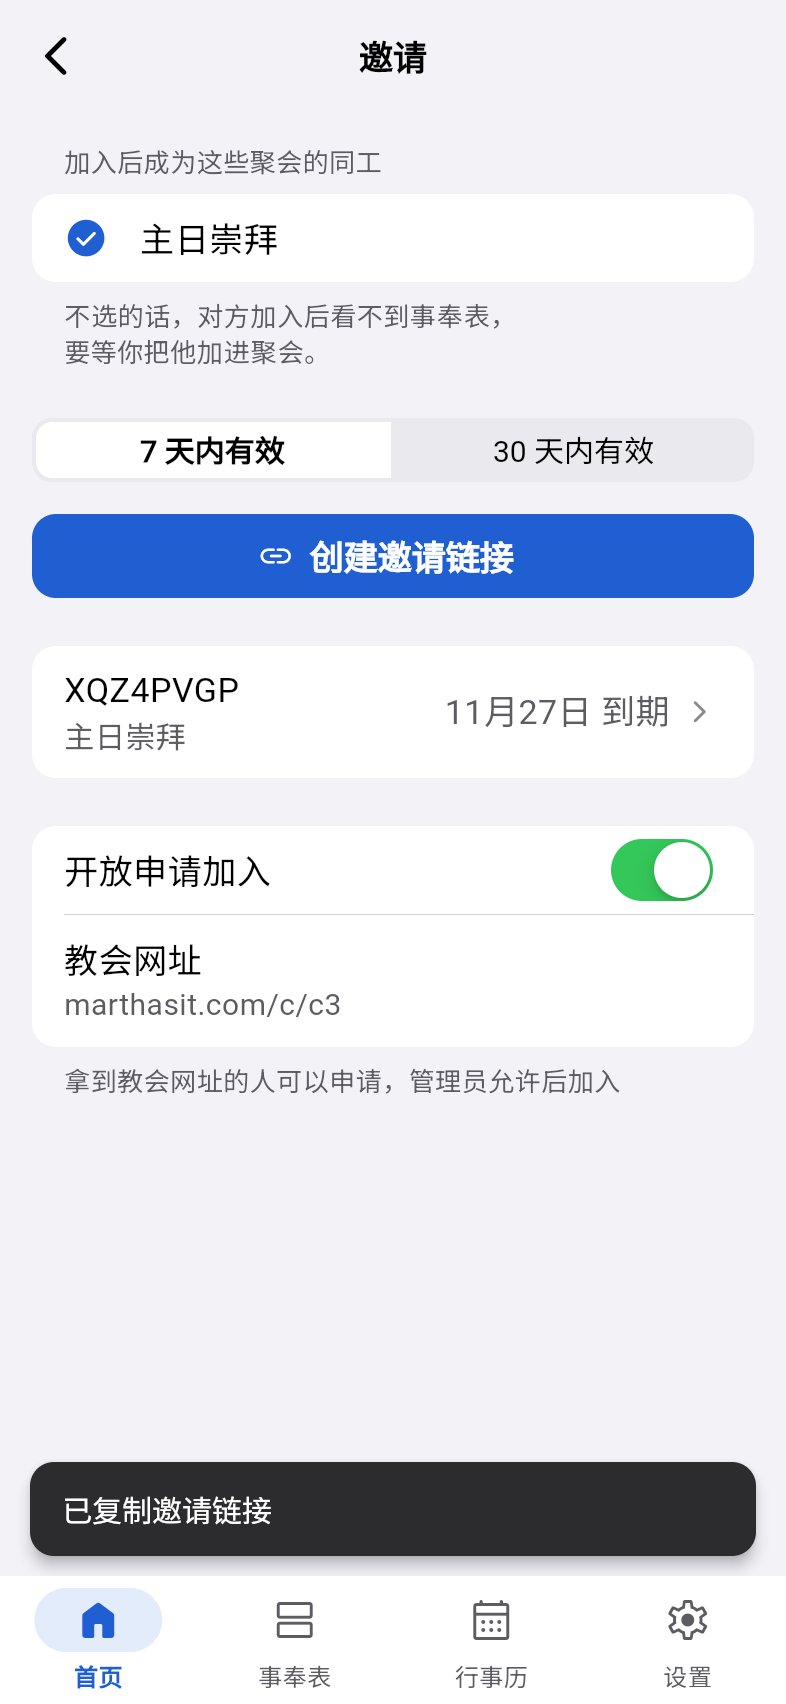 邀请
加入后成为这些聚会的同工
主日崇拜
不选的话，对方加入后看不到事奉表，
要等你把他加进聚会。
7 天内有效
30 天内有效
创建邀请链接
XQZ4PVGP
主日崇拜
11月27日 到期
开放申请加入
教会网址
marthasit.com/c/c3
拿到教会网址的人可以申请，管理员允许后加入
已复制邀请链接
首页
事奉表
行事历
设置